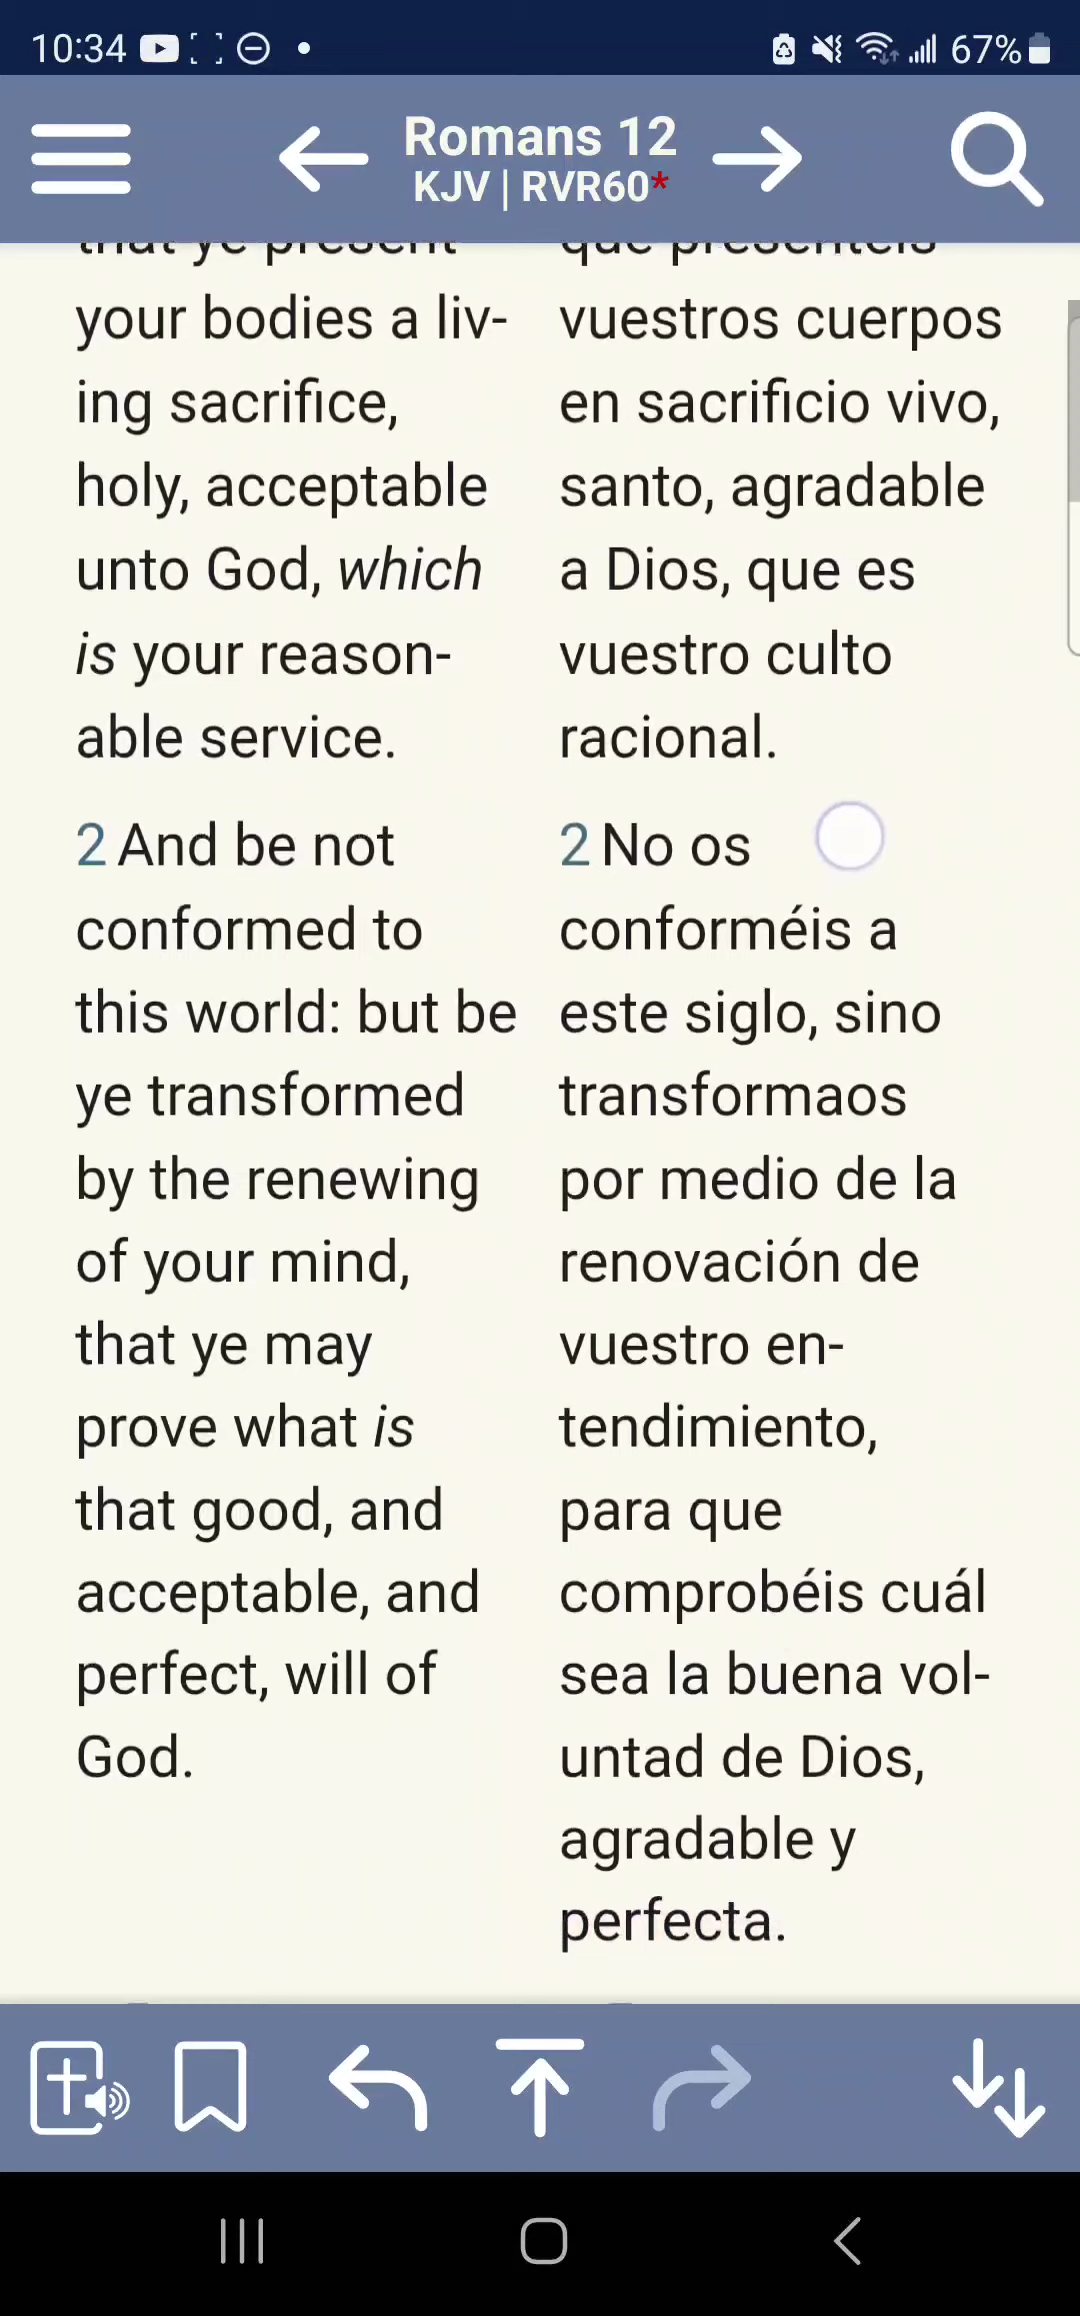 10:34
67%
Romans 12
KJV | RVR60*
that ye present
your bodies a liv-
ing sacrifice,
holy, acceptable
unto God, which
is your reason-
able service.
2 And be not
conformed to
this world: but be
ye transformed
by the renewing
of your mind,
that ye may
prove what is
that good, and
acceptable, and
perfect, will of
God.
que presentéis
vuestros cuerpos
en sacrificio vivo,
santo, agradable
a Dios, que es
vuestro culto
racional.
2 No os
conforméis a
este siglo, sino
transformaos
por medio de la
renovación de
vuestro en-
tendimiento,
para que
comprobéis cuál
sea la buena vol-
untad de Dios,
agradable y
perfecta.